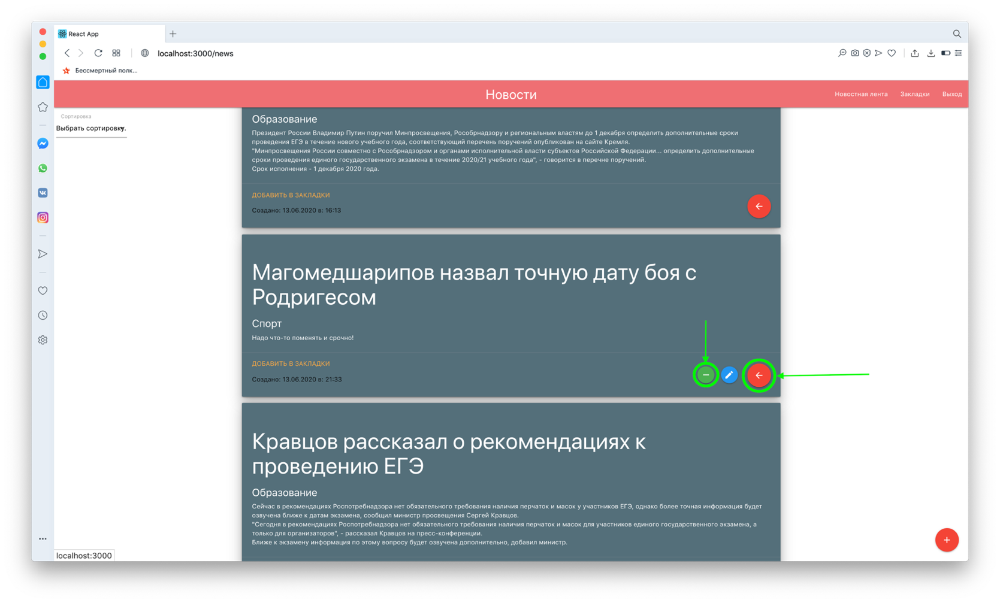 React App
localhost:3000/news
Бессмертный полк...
Новости
Новостная лента
Закладки
Выход
Сортировка
Выбрать сортировку.
Образование
Президент России Владимир Путин поручил Минпросвещения, Рособрнадзору и региональным властям до 1 декабря определить дополнительные сроки
проведения ЕГЭ в течение нового учебного года, соответствующий перечень поручений опубликован на сайте Кремля.
"Минпросвещения России совместно с Рособрнадзором и органами исполнительной власти субъектов Российской Федерации... определить дополнительные
сроки проведения единого государственного экзамена в течение 2020/21 учебного года", - говорится в перечне поручений.
Срок исполнения - 1 декабря 2020 года.
ДОБАВИТЬ В ЗАКЛАДКИ
Создано: 13.06.2020 в: 16:13
Магомедшарипов назвал точную дату боя с
Родригесом
Спорт
Надо что-то поменять и срочно!
ДОБАВИТЬ В ЗАКЛАДКИ
Создано: 13.06.2020 в: 21:33
Кравцов рассказал о рекомендациях к
проведению ЕГЭ
Образование
Сейчас в рекомендациях Роспотребнадзора нет обязательного требования наличия перчаток и масок у участников ЕГЭ, однако более точная информация будет
озвучена ближе к датам экзамена, сообщил министр просвещения Сергей Кравцов.
"Сегодня в рекомендациях Роспотребнадзора нет обязательного требования наличия перчаток и масок для участников единого государственного экзамена, а
только для организаторов", - рассказал Кравцов на пресс-конференции.
Ближе к экзамену информация по этому вопросу будет озвучена дополнительно, добавил министр.
localhost:3000